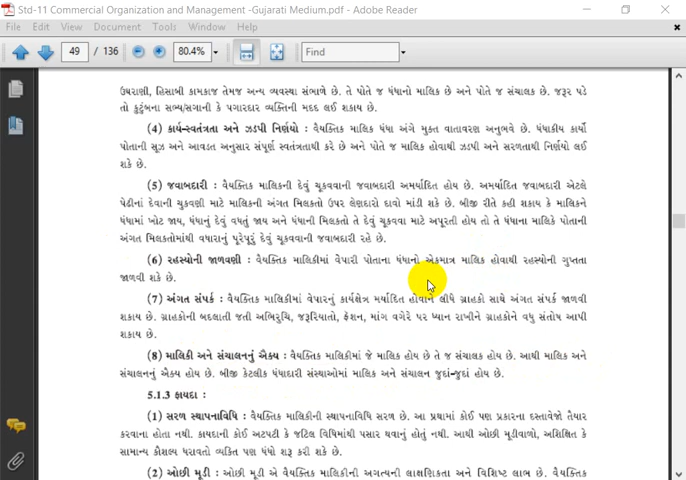 Std-11 Commercial Organization and Management -Gujarati Medium.pdf - Adobe Reader
File Edit View Document Tools Window Help
49 / 136 80.4% Find
ઉઘરાણી, હિસાબી કામકાજ તેમજ અન્ય વ્યવસ્થા સંભાળે છે. તે પોતે જ ધંધાનો માલિક છે અને પોતે જ સંચાલક છે. જરૂર પડે
તો કુટુંબના સભ્ય/સગાની કે પગારદાર વ્યક્તિની મદદ લઈ શકાય છે.
(4) કાર્ય-સ્વતંત્રતા અને ઝડપી નિર્ણયો : વૈયક્તિક માલિક ધંધા અંગે મુક્ત વાતાવરણ અનુભવે છે. ધંધાકીય કાર્યો
પોતાની સૂઝ અને આવડત અનુસાર સંપૂર્ણ સ્વતંત્રતાથી કરે છે અને પોતે જ માલિક હોવાથી ઝડપી અને સરળતાથી નિર્ણયો લઈ
શકે છે.
(5) જવાબદારી : વૈયક્તિક માલિકની દેવું ચૂકવવાની જવાબદારી અમર્યાદિત હોય છે. અમર્યાદિત જવાબદારી એટલે
પેઢીનાં દેવાની ચુકવણી માટે માલિકની અંગત મિલકતો ઉપર લેણદારો દાવો માંડી શકે છે. બીજી રીતે કહી શકાય કે માલિકને
ધંધામાં ખોટ જાય, ધંધાનું દેવું વધતું જાય અને ધંધાની મિલકતો તે દેવું ચૂકવવા માટે અપૂરતી હોય તો તે ધંધાના માલિકે પોતાની
અંગત મિલકતોમાંથી વધારાનું પૂરેપૂરું દેવું ચૂકવવાની જવાબદારી રહે છે.
(6) રહસ્યોની જાળવણી : વૈયક્તિક માલિકીમાં વેપારી પોતાના ધંધાનો એકમાત્ર માલિક હોવાથી રહસ્યોની ગુપ્તતા
જાળવી શકે છે.
(7) અંગત સંપર્ક : વૈયક્તિક માલિકીમાં વેપારનું કાર્યક્ષેત્ર મર્યાદિત હોવાને લીધે ગ્રાહકો સાથે અંગત સંપર્ક જાળવી
શકાય છે. ગ્રાહકોની બદલાતી જતી અભિરુચિ, જરૂરિયાતો, ફેશન, માંગ વગેરે પર ધ્યાન રાખીને ગ્રાહકોને વધુ સંતોષ આપી
શકાય છે.
(8) માલિકી અને સંચાલનનું ઐક્ય : વૈયક્તિક માલિકીમાં જે માલિક હોય છે તે જ સંચાલક હોય છે. આથી માલિક અને
સંચાલનનું ઐક્ય હોય છે. બીજી કેટલીક ધંધાદારી સંસ્થાઓમાં માલિક અને સંચાલન જુદાં-જુદાં હોય છે.
5.1.3 ફાયદા :
(1) સરળ સ્થાપનાવિધિ : વૈયક્તિક માલિકીની સ્થાપનાવિધિ સરળ છે. આ પ્રથામાં કોઈ પણ પ્રકારના દસ્તાવેજો તૈયાર
કરવાના હોતા નથી. કાયદાની કોઈ અટપટી કે જટિલ વિધિમાંથી પસાર થવાનું હોતું નથી. આથી ઓછી મૂડીવાળો, અશિક્ષિત કે
સામાન્ય કૌશલ્ય ધરાવતો વ્યક્તિ પણ ધંધો શરૂ કરી શકે છે.
(2) ઓછી મૂડી : ઓછી મૂડી એ વૈયક્તિક માલિકીની અગત્યની લાક્ષણિકતા અને વિશિષ્ટ લાભ છે. વૈયક્તિક